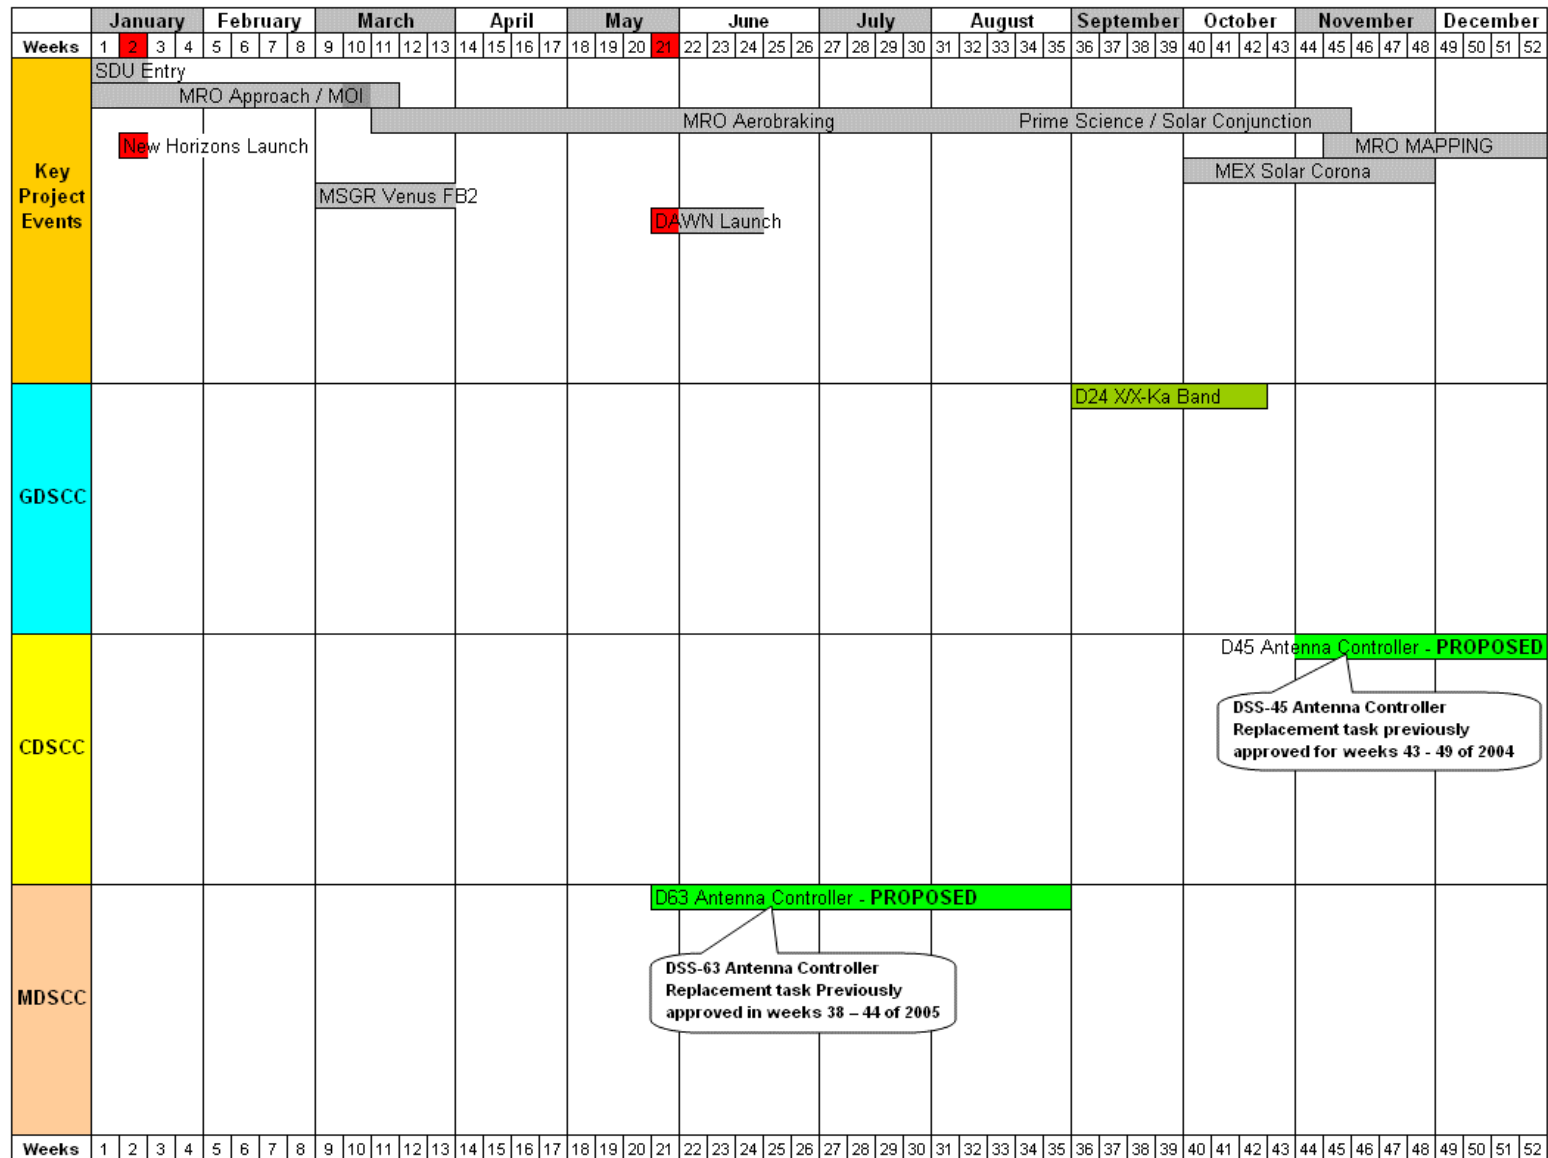 January February March April May June July August September October November December
Weeks 1 2 3 4 5 6 7 8 9 10 11 12 13 14 15 16 17 18 19 20 21 22 23 24 25 26 27 28 29 30 31 32 33 34 35 36 37 38 39 40 41 42 43 44 45 46 47 48 49 50 51 52
Key
Project
Events
SDU Entry
MRO Approach / MOI
MRO Aerobraking Prime Science / Solar Conjunction
New Horizons Launch MRO MAPPING
MEX Solar Corona
MSGR Venus FB2
DAWN Launch
GDSCC
D24 X/X-Ka Band
CDSCC
D45 Antenna Controller - PROPOSED
DSS-45 Antenna Controller
Replacement task previously
approved for weeks 43 - 49 of 2004
MDSCC
D63 Antenna Controller - PROPOSED
DSS-63 Antenna Controller
Replacement task Previously
approved in weeks 38 – 44 of 2005
Weeks 1 2 3 4 5 6 7 8 9 10 11 12 13 14 15 16 17 18 19 20 21 22 23 24 25 26 27 28 29 30 31 32 33 34 35 36 37 38 39 40 41 42 43 44 45 46 47 48 49 50 51 52